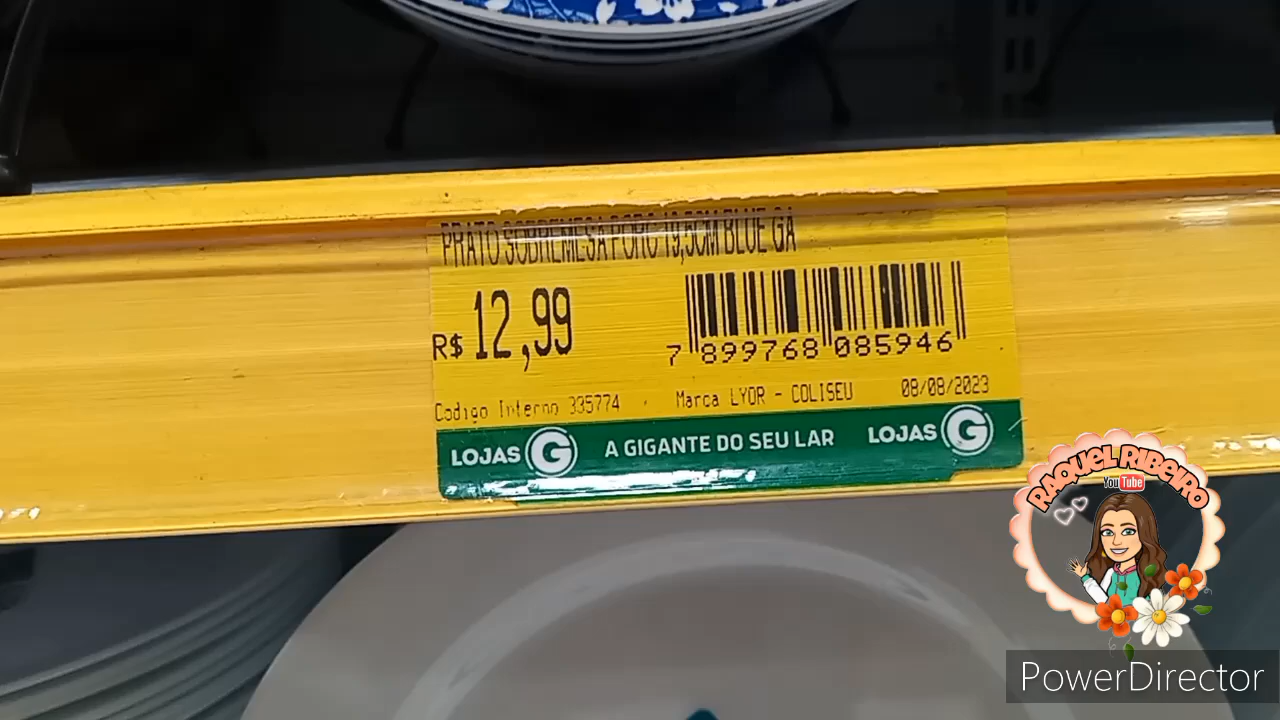 PRATO SOBREMESA PORC 19,5CM BLUE GA
R$ 12,99
7 899768 085946
Codigo Interno 335774
Marca LYOR - COLISEU
08/08/2023
LOJAS G
A GIGANTE DO SEU LAR
LOJAS G
RAQUEL RIBEIRO
YouTube
PowerDirector